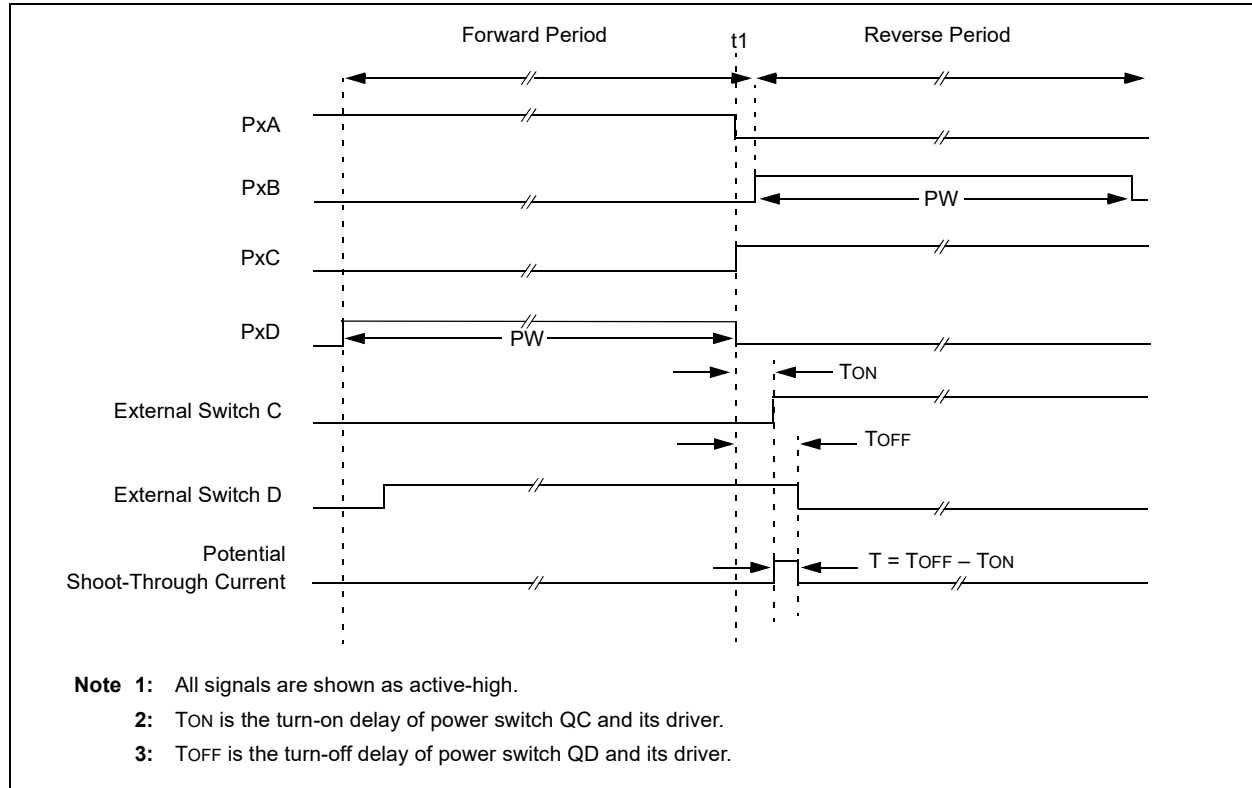 Forward Period
t1
Reverse Period
PxA
PxB
PW
PxC
PxD
PW
TON
External Switch C
TOFF
External Switch D
Potential
Shoot-Through Current
T = TOFF – TON
Note 1: All signals are shown as active-high.
2: TON is the turn-on delay of power switch QC and its driver.
3: TOFF is the turn-off delay of power switch QD and its driver.